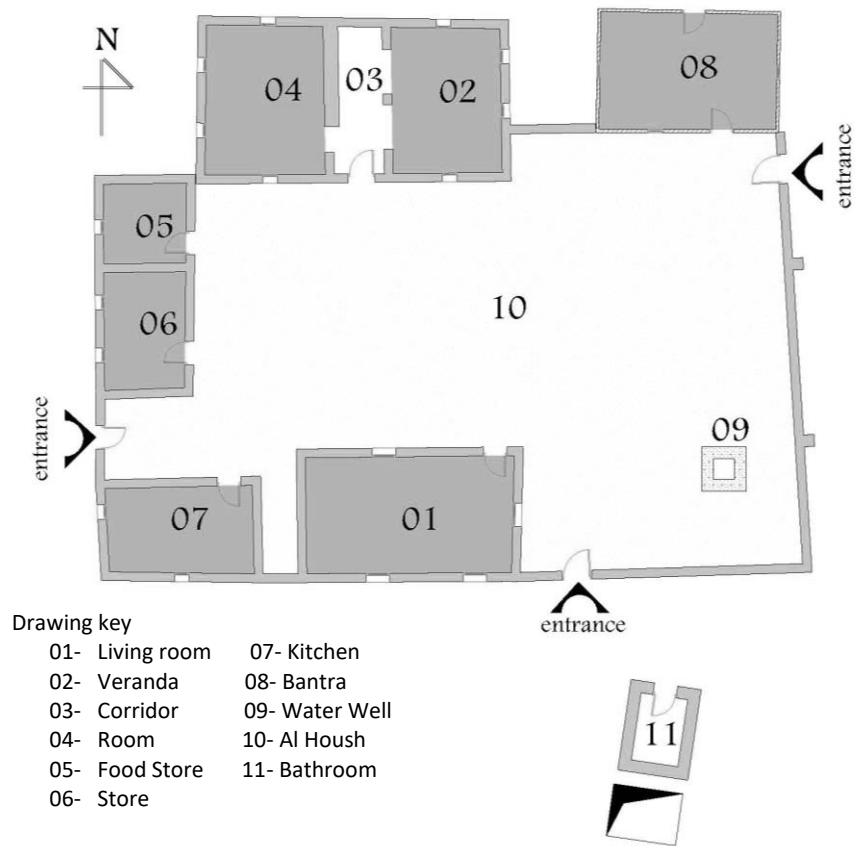 N
04
03
02
08
entrance
05
06
10
entrance
09
07
01
entrance
11
Drawing key
01- Living room 07- Kitchen
02- Veranda 08- Bantra
03- Corridor 09- Water Well
04- Room 10- Al Housh
05- Food Store 11- Bathroom
06- Store